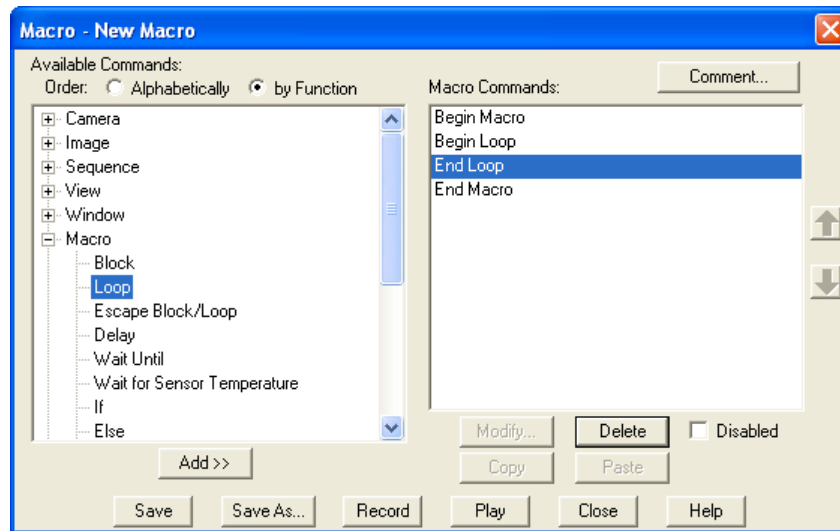 Macro - New Macro
Available Commands:
Order: Alphabetically by Function
Camera
Image
Sequence
View
Window
Macro
Block
Loop
Escape Block/Loop
Delay
Wait Until
Wait for Sensor Temperature
If
Else
Add >>
Comment...
Macro Commands:
Begin Macro
Begin Loop
End Loop
End Macro
Modify...
Delete
Disabled
Copy
Paste
Save
Save As...
Record
Play
Close
Help